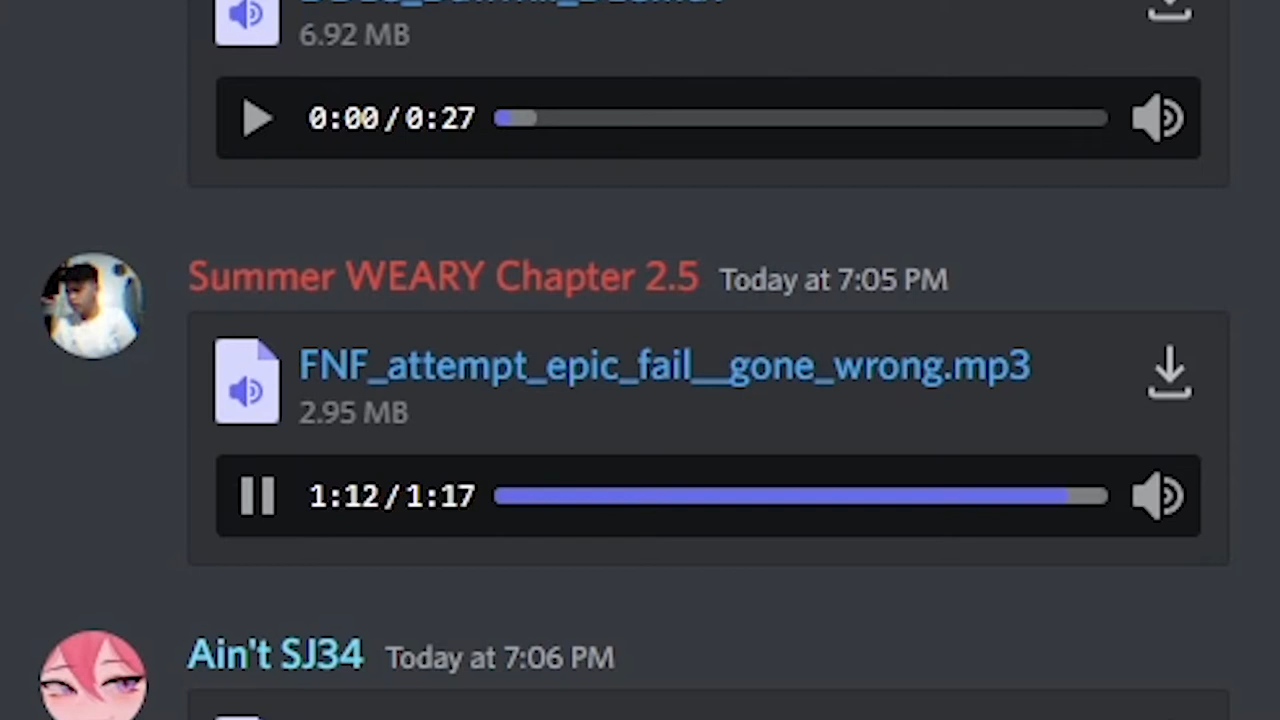 6.92 MB
0:00/0:27
Summer WEARY Chapter 2.5 Today at 7:05 PM
FNF_attempt_epic_fail__gone_wrong.mp3
2.95 MB
1:12/1:17
Ain't SJ34 Today at 7:06 PM